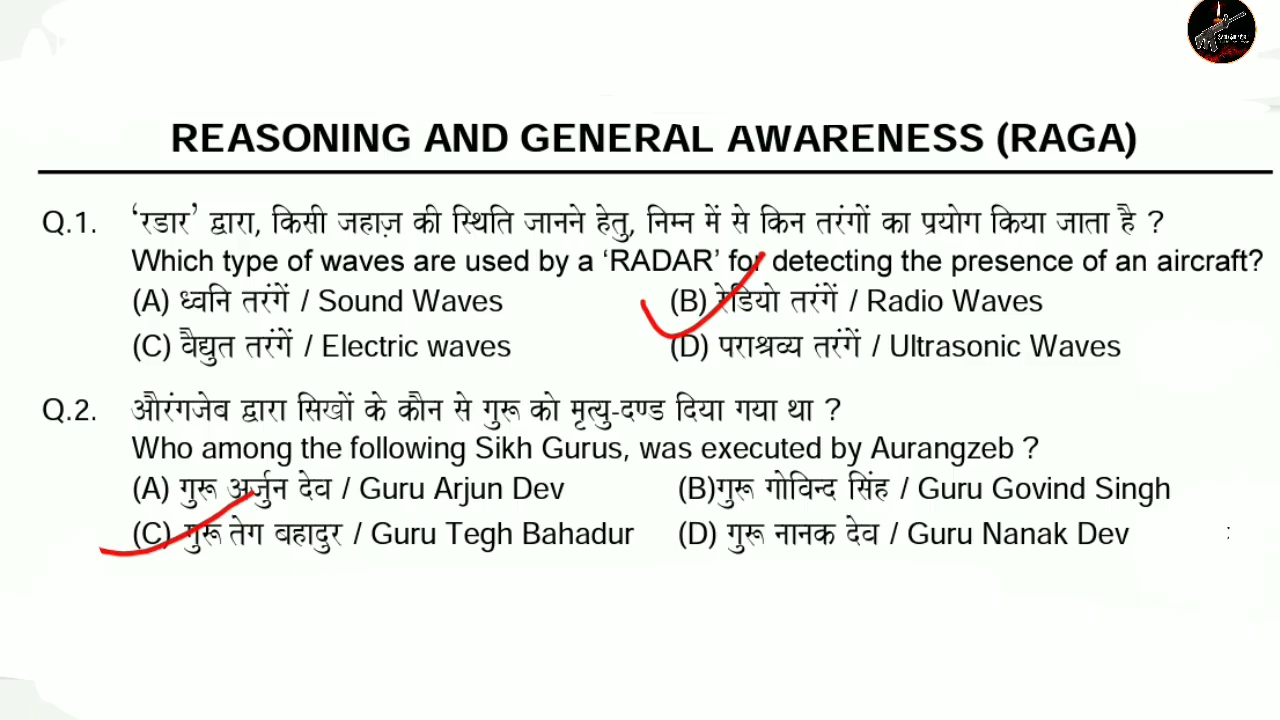 REASONING AND GENERAL AWARENESS (RAGA)
Q.1. ‘रडार’ द्वारा, किसी जहाज़ की स्थिति जानने हेतु, निम्न में से किन तरंगों का प्रयोग किया जाता है ?
Which type of waves are used by a ‘RADAR’ for detecting the presence of an aircraft?
(A) ध्वनि तरंगें / Sound Waves (B) रेडियो तरंगें / Radio Waves
(C) वैद्युत तरंगें / Electric waves (D) पराश्रव्य तरंगें / Ultrasonic Waves
Q.2. औरंगजेब द्वारा सिखों के कौन से गुरू को मृत्यु-दण्ड दिया गया था ?
Who among the following Sikh Gurus, was executed by Aurangzeb ?
(A) गुरू अर्जुन देव / Guru Arjun Dev (B)गुरू गोविन्द सिंह / Guru Govind Singh
(C) गुरू तेग बहादुर / Guru Tegh Bahadur (D) गुरू नानक देव / Guru Nanak Dev